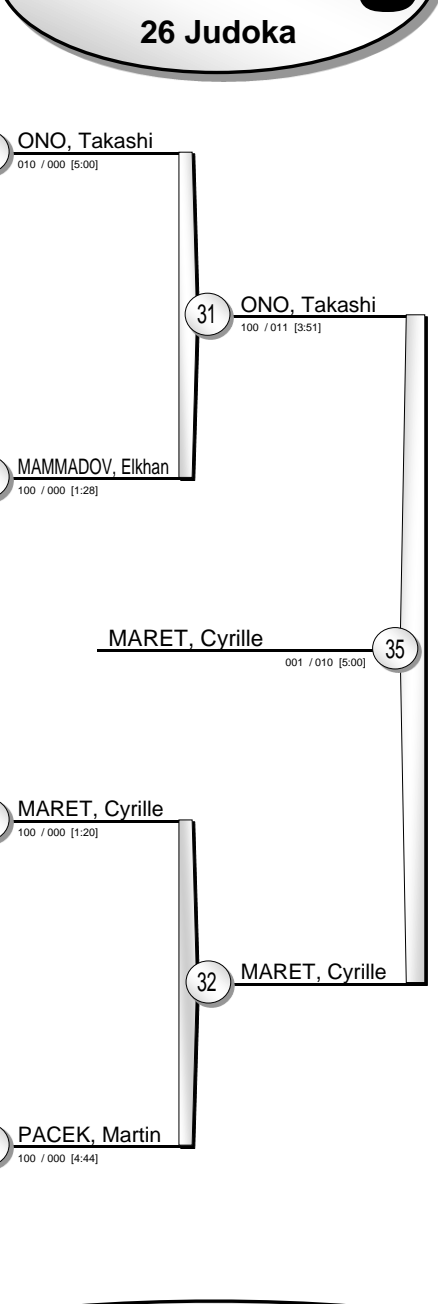 26 Judoka
ONO, Takashi
010 / 000 [5:00]
31
ONO, Takashi
100 / 011 [3:51]
MAMMADOV, Elkhan
100 / 000 [1:28]
MARET, Cyrille
35
001 / 010 [5:00]
MARET, Cyrille
100 / 000 [1:20]
32
MARET, Cyrille
PACEK, Martin
100 / 000 [4:44]